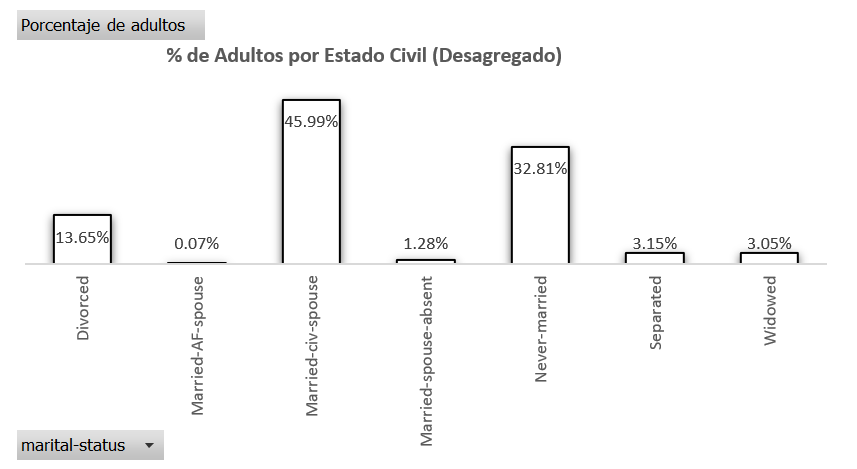 Porcentaje de adultos
% de Adultos por Estado Civil (Desagregado)
13.65%
0.07%
45.99%
1.28%
32.81%
3.15%
3.05%
Divorced
Married-AF-spouse
Married-civ-spouse
Married-spouse-absent
Never-married
Separated
Widowed
marital-status